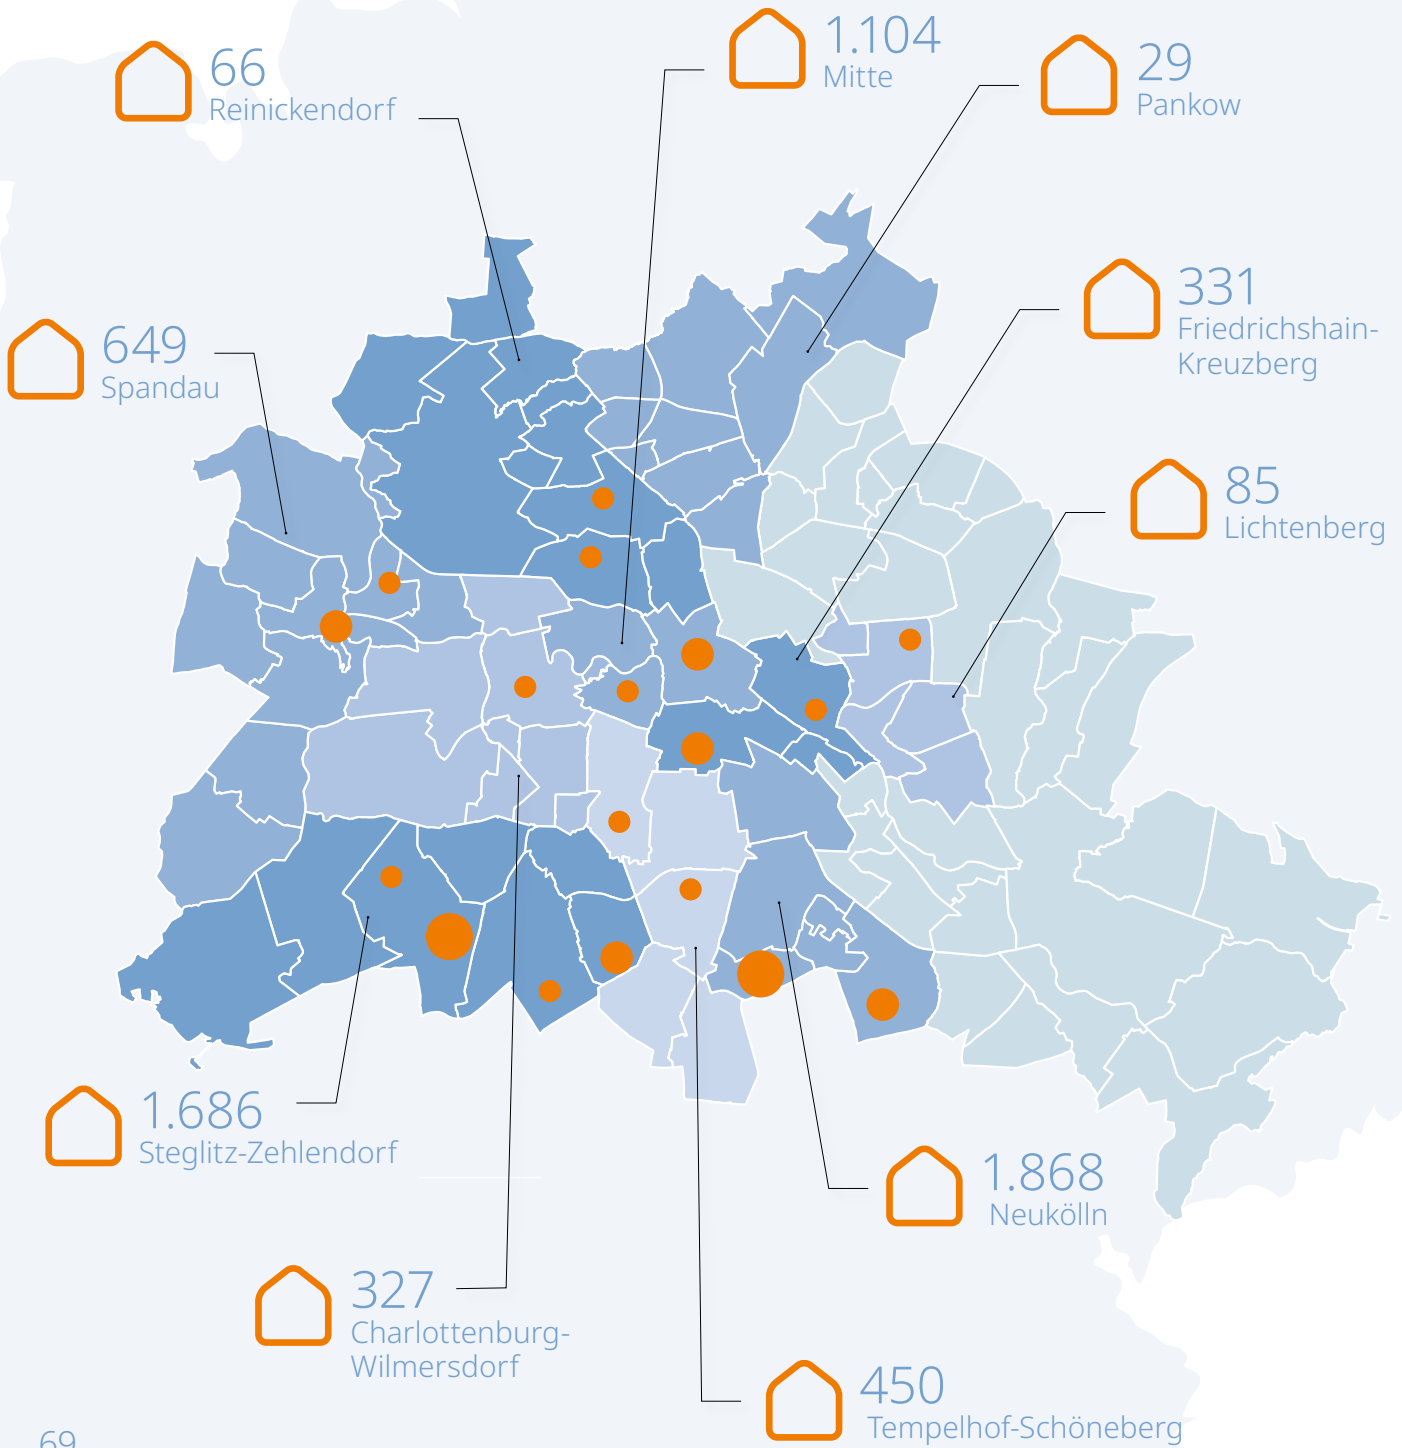 66
Reinickendorf
1.104
Mitte
29
Pankow
331
Friedrichshain-
Kreuzberg
649
Spandau
85
Lichtenberg
1.686
Steglitz-Zehlendorf
1.868
Neukölln
327
Charlottenburg-
Wilmersdorf
450
Tempelhof-Schöneberg
69